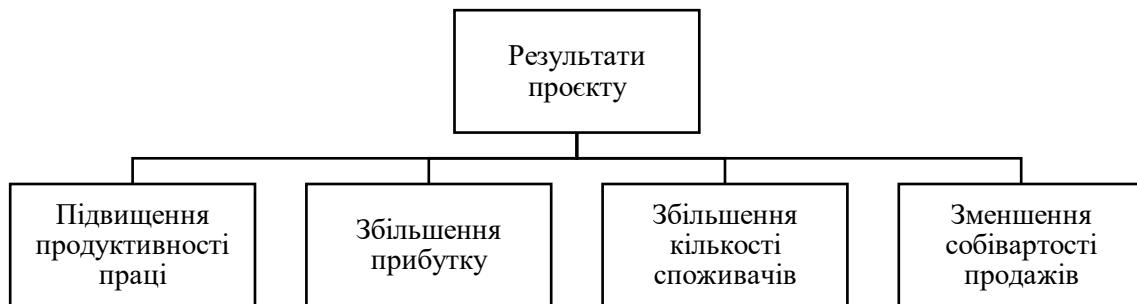 Результати
проєкту
Підвищення
продуктивності
праці
Збільшення
прибутку
Збільшення
кількості
споживачів
Зменшення
собівартості
продажів